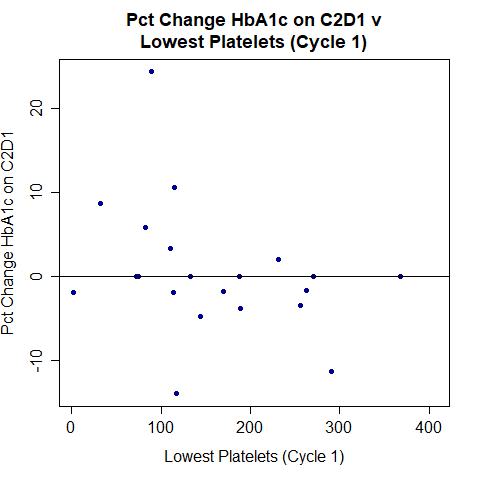 Pct Change HbA1c on C2D1 v
Lowest Platelets (Cycle 1)
Pct Change HbA1c on C2D1
20
10
0
-10
0 100 200 300 400
Lowest Platelets (Cycle 1)